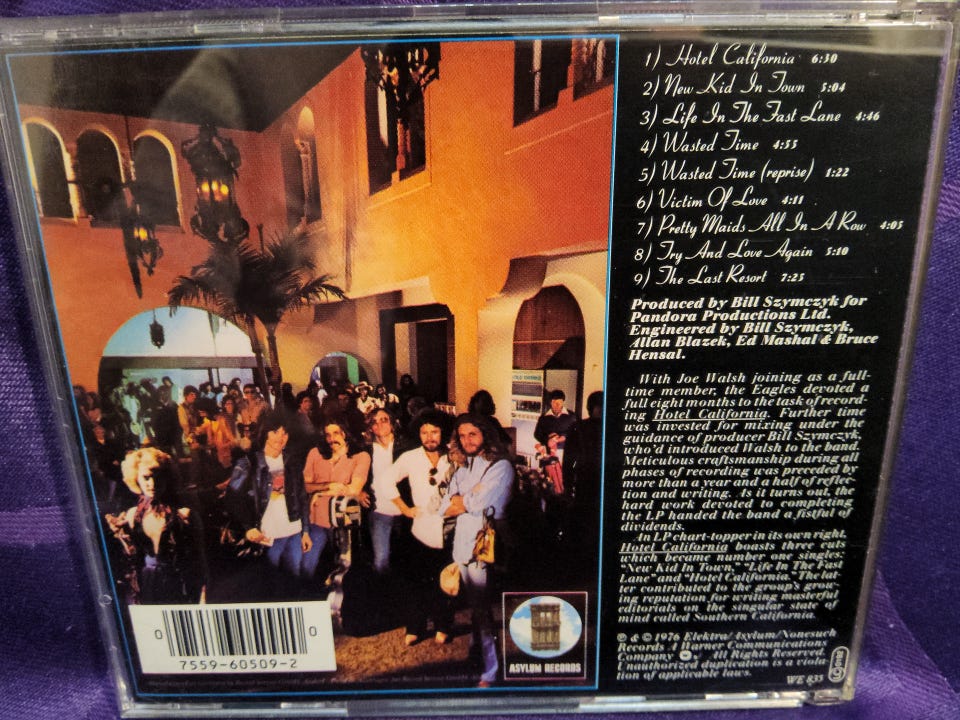 1) Hotel California 6:30
2) New Kid In Town 5:04
3) Life In The Fast Lane 4:46
4) Wasted Time 4:55
5) Wasted Time (reprise) 1:22
6) Victim Of Love 4:11
7) Pretty Maids All In A Row 4:05
8) Try And Love Again 5:10
9) The Last Resort 7:25
Produced by Bill Szymczyk for
Pandora Productions Ltd.
Engineered by Bill Szymczyk,
Allan Blazek, Ed Mashal & Bruce
Hensal.
With Joe Walsh joining as a full-
time member, the Eagles devoted a
full eight months to the task of record-
ing Hotel California. Further time
was invested for mixing under the
guidance of producer Bill Szymczyk,
who'd introduced Walsh to the band.
Meticulous craftsmanship during all
phases of recording was preceded by
more than a year and a half of reflec-
tion and writing. As it turns out, the
hard work devoted to completing
the LP handed the band a fistful of
dividends.
An LP chart-topper in its own right,
Hotel California boasts three cuts
which became number one singles:
"New Kid In Town," "Life In The Fast
Lane" and "Hotel California." The lat-
ter contributed to the group's grow-
ing reputation for writing masterful
editorials on the singular state of
mind called Southern California.
℗ & © 1976 Elektra/Asylum/Nonesuch
Records A Warner Communications
Company. All Rights Reserved.
Unauthorized duplication is a viola-
tion of applicable laws.
WE 835
0 0
7559-60509-2
ASYLUM RECORDS